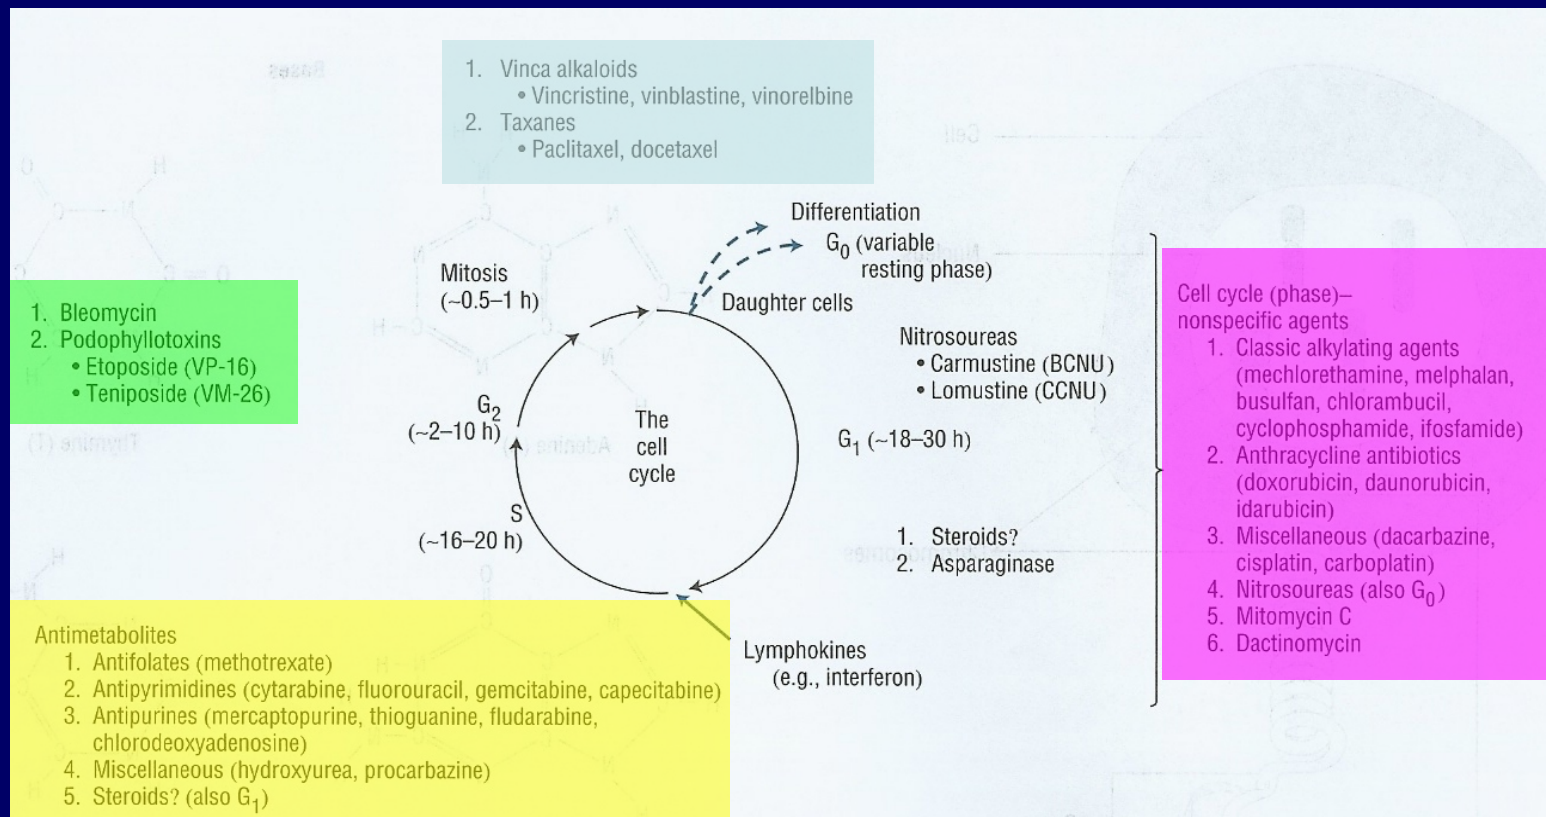 1. Vinca alkaloids
• Vincristine, vinblastine, vinorelbine
2. Taxanes
• Paclitaxel, docetaxel
Differentiation
G0 (variable
resting phase)
Mitosis
(~0.5–1 h)
Daughter cells
1. Bleomycin
2. Podophyllotoxins
• Etoposide (VP-16)
• Teniposide (VM-26)
Nitrosoureas
• Carmustine (BCNU)
• Lomustine (CCNU)
G2
(~2–10 h)
The
cell
cycle
G1 (~18–30 h)
S
(~16–20 h)
1. Steroids?
2. Asparaginase
Lymphokines
(e.g., interferon)
Cell cycle (phase)–
nonspecific agents
1. Classic alkylating agents
(mechlorethamine, melphalan,
busulfan, chlorambucil,
cyclophosphamide, ifosfamide)
2. Anthracycline antibiotics
(doxorubicin, daunorubicin,
idarubicin)
3. Miscellaneous (dacarbazine,
cisplatin, carboplatin)
4. Nitrosoureas (also G0)
5. Mitomycin C
6. Dactinomycin
Antimetabolites
1. Antifolates (methotrexate)
2. Antipyrimidines (cytarabine, fluorouracil, gemcitabine, capecitabine)
3. Antipurines (mercaptopurine, thioguanine, fludarabine,
chlorodeoxyadenosine)
4. Miscellaneous (hydroxyurea, procarbazine)
5. Steroids? (also G1)